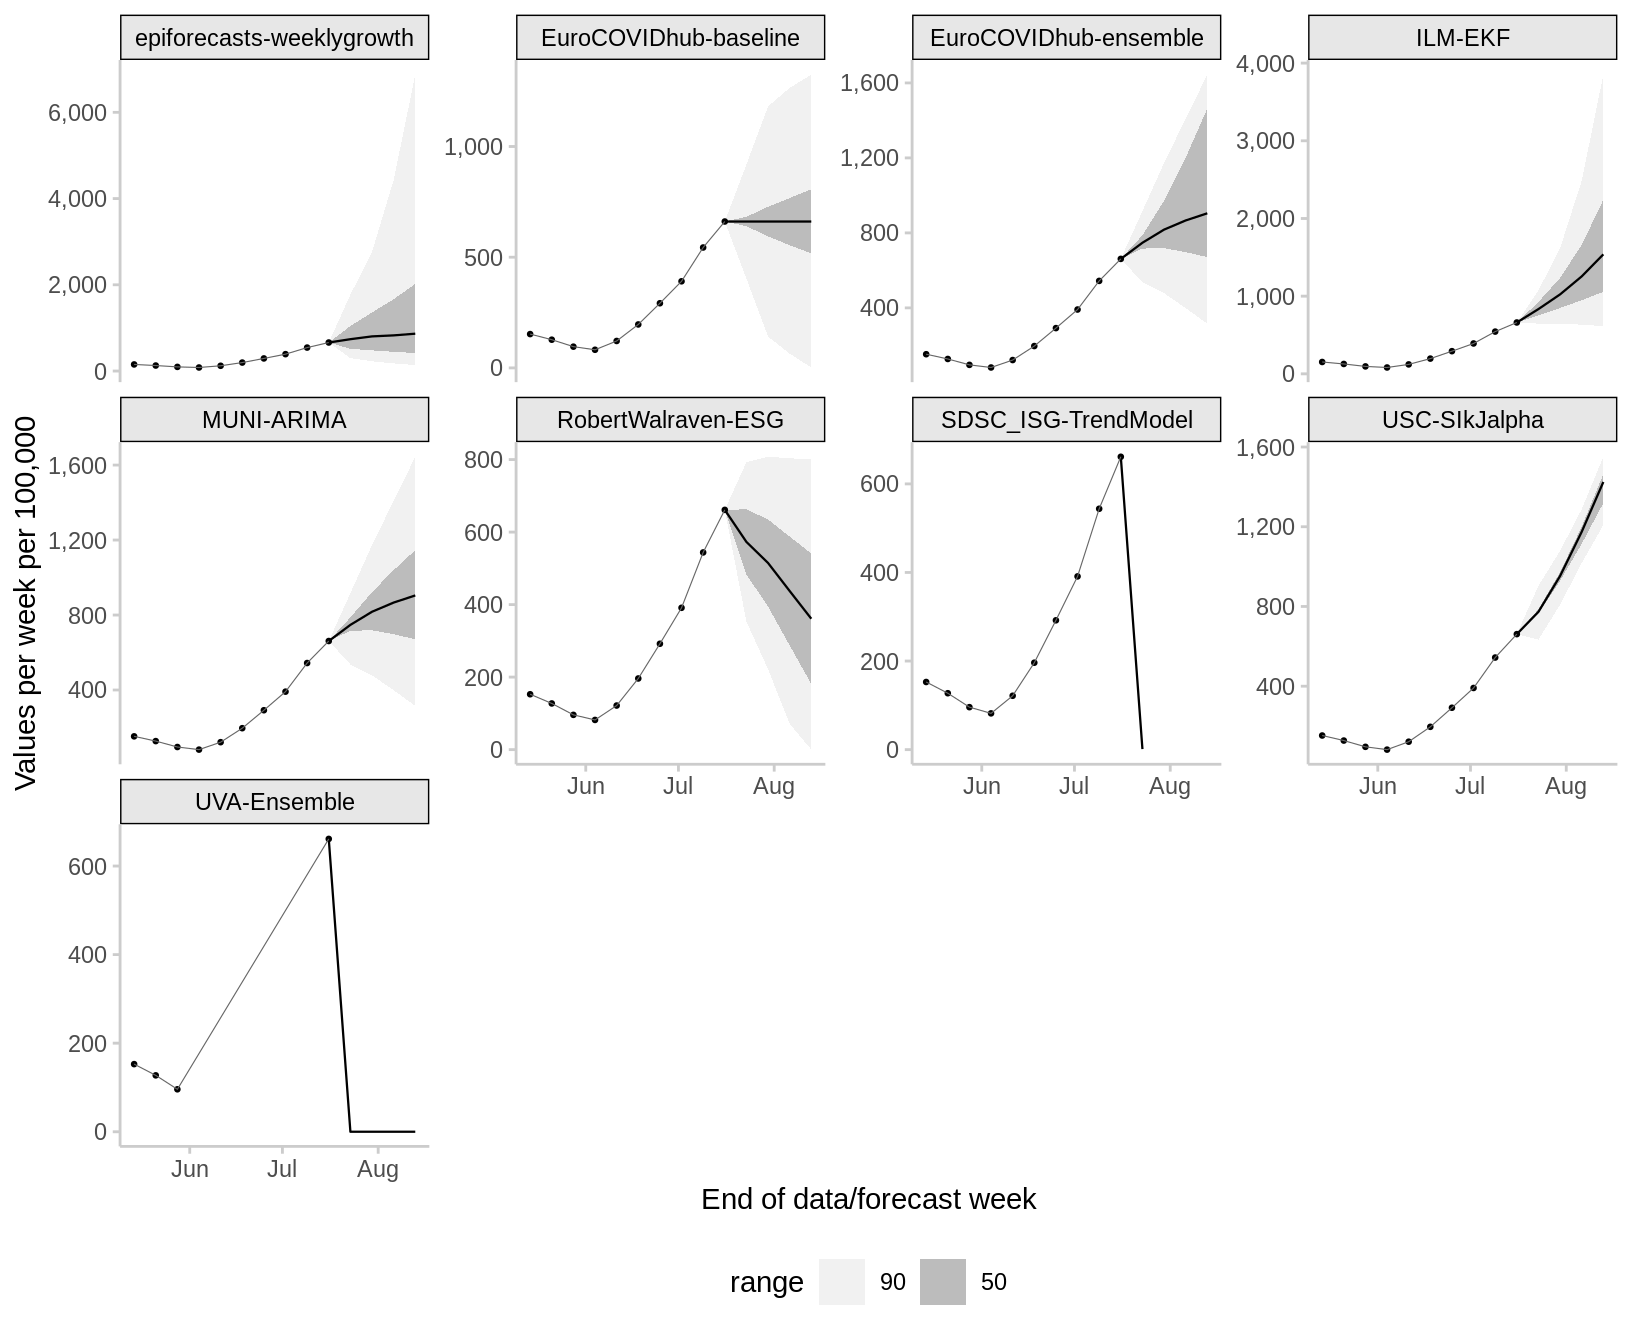 epiforecasts-weeklygrowth
EuroCOVIDhub-baseline
EuroCOVIDhub-ensemble
ILM-EKF
6,000
4,000
2,000
0
1,000
500
0
1,600
1,200
800
400
4,000
3,000
2,000
1,000
0
Values per week per 100,000
MUNI-ARIMA
RobertWalraven-ESG
SDSC_ISG-TrendModel
USC-SIkJalpha
1,600
1,200
800
400
800
600
400
200
0
Jun Jul Aug
600
400
200
0
Jun Jul Aug
1,600
1,200
800
400
Jun Jul Aug
UVA-Ensemble
600
400
200
0
Jun Jul Aug
End of data/forecast week
range 90 50